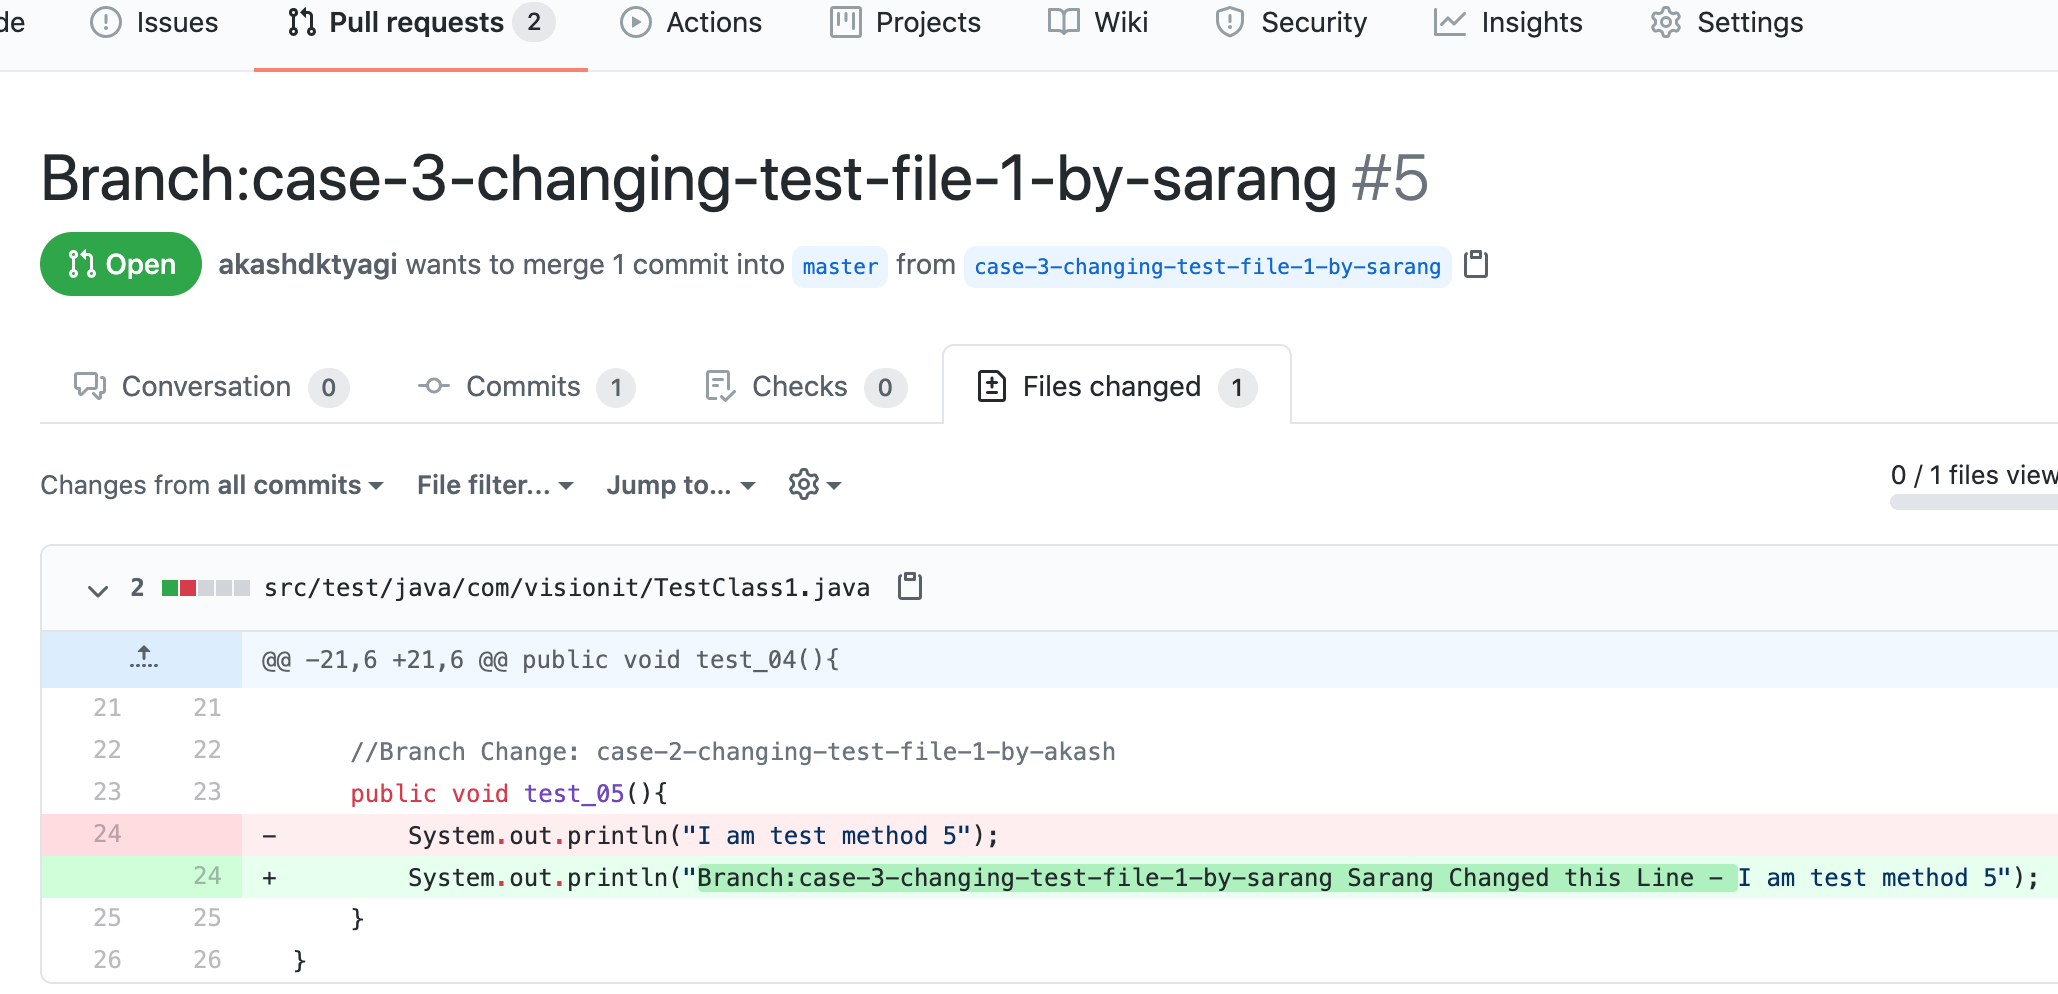 de Issues Pull requests 2 Actions Projects Wiki Security Insights Settings
Branch:case-3-changing-test-file-1-by-sarang #5
Open akashdktyagi wants to merge 1 commit into master from case-3-changing-test-file-1-by-sarang
Conversation 0 Commits 1 Checks 0 Files changed 1
Changes from all commits File filter... Jump to... 0 / 1 files view
2 src/test/java/com/visionit/TestClass1.java
@@ -21,6 +21,6 @@ public void test_04(){
21 21
22 22 //Branch Change: case-2-changing-test-file-1-by-akash
23 23 public void test_05(){
24 - System.out.println("I am test method 5");
24 + System.out.println("Branch:case-3-changing-test-file-1-by-sarang Sarang Changed this Line - I am test method 5");
25 25 }
26 26 }